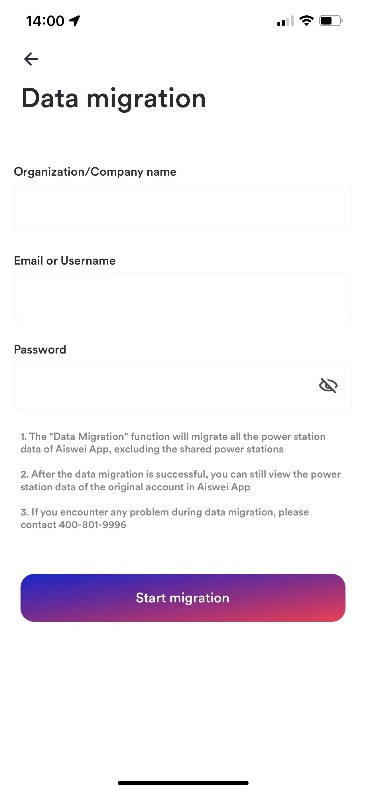 14:00
Data migration
Organization/Company name
Email or Username
Password
1. The "Data Migration" function will migrate all the power station
data of Aiswei App, excluding the shared power stations
2. After the data migration is successful, you can still view the power
station data of the original account in Aiswei App
3. If you encounter any problem during data migration, please
contact 400-801-9996
Start migration